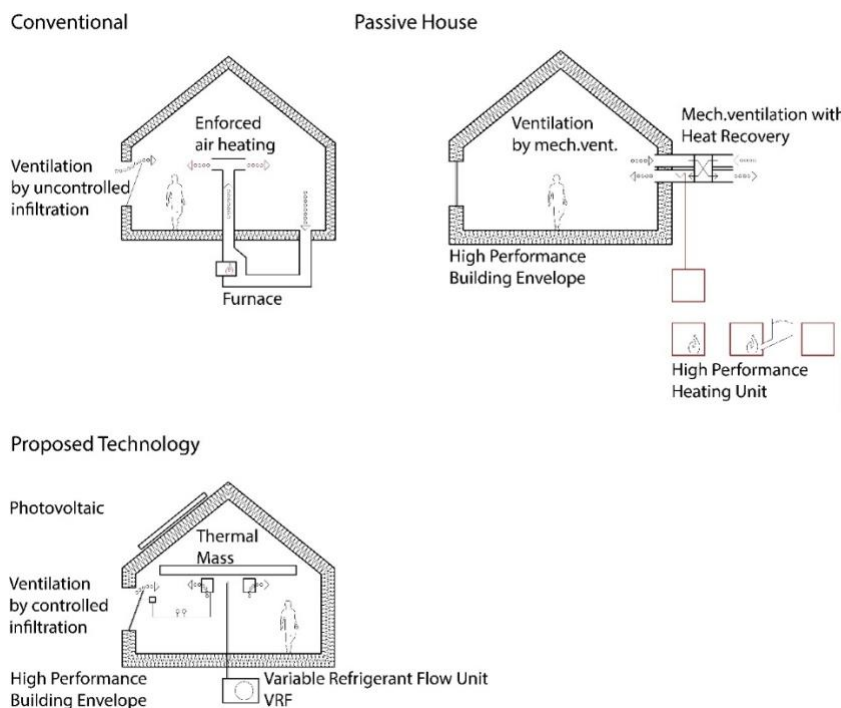 Conventional
Passive House
Enforced
air heating
Ventilation
by uncontrolled
infiltration
Furnace
Ventilation
by mech.vent.
Mech.ventilation with
Heat Recovery
High Performance
Building Envelope
High Performance
Heating Unit
Proposed Technology
Photovoltaic
Thermal
Mass
Ventilation
by controlled
infiltration
High Performance
Building Envelope
Variable Refrigerant Flow Unit
VRF